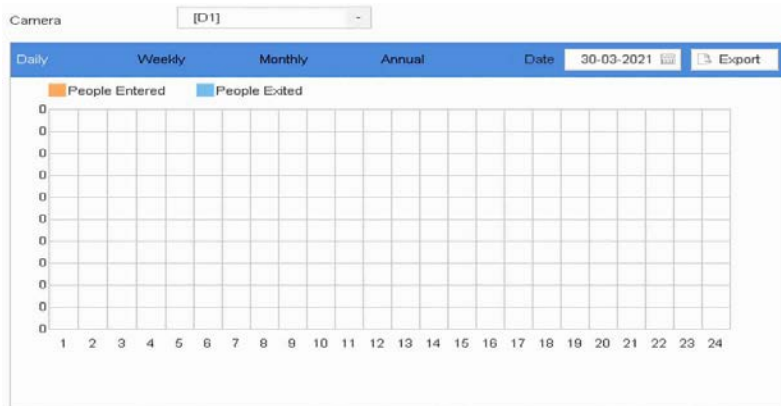 Camera [D1]
Daily Weekly Monthly Annual Date 30-03-2021 Export
People Entered People Exited
0
0
0
0
0
0
0
0
0
0
0
1 2 3 4 5 6 7 8 9 10 11 12 13 14 15 16 17 18 19 20 21 22 23 24